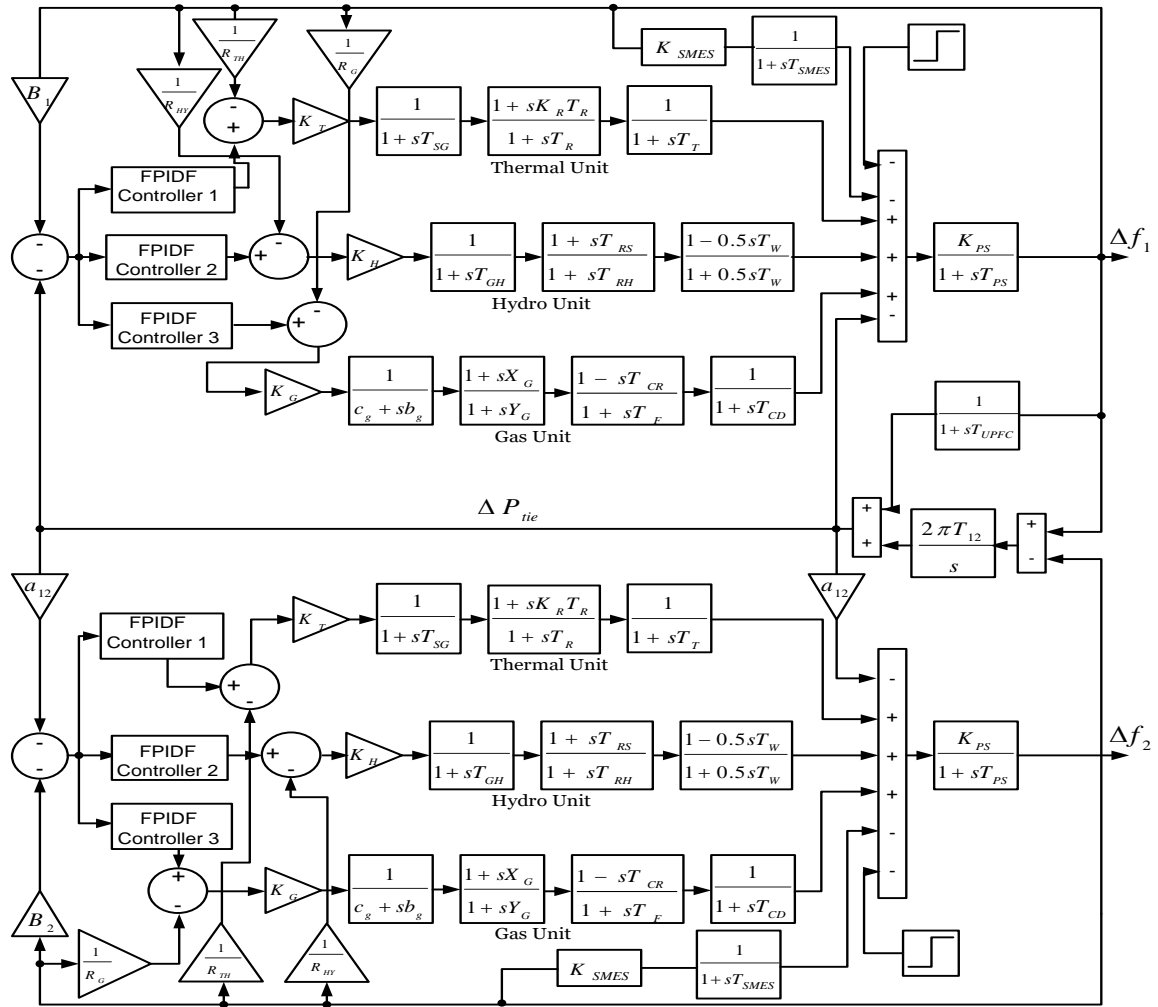 1
R_TH
1
R_HY
1
R_G
B_1
K_SMES
1
1 + sT_SMES
-
+
K_T
1
1 + sT_SG
1 + sK_R T_R
1 + sT_R
1
1 + sT_T
Thermal Unit
FPIDF
Controller 1
-
-
FPIDF
Controller 2
+
-
K_H
1
1 + sT_GH
1 + sT_RS
1 + sT_RH
1 - 0.5sT_W
1 + 0.5sT_W
Hydro Unit
-
-
+
+
+
-
K_PS
1 + sT_PS
Δf_1
FPIDF
Controller 3
+
-
K_G
1
c_g + sb_g
1 + sX_G
1 + sY_G
1 - sT_CR
1 + sT_F
1
1 + sT_CD
Gas Unit
1
1 + sT_UPFC
Δ P_tie
+
+
2πT_12
s
+
-
a_12
a_12
FPIDF
Controller 1
+
-
K_T
1
1 + sT_SG
1 + sK_R T_R
1 + sT_R
1
1 + sT_T
Thermal Unit
-
-
FPIDF
Controller 2
+
-
K_H
1
1 + sT_GH
1 + sT_RS
1 + sT_RH
1 - 0.5sT_W
1 + 0.5sT_W
Hydro Unit
-
+
+
+
-
-
K_PS
1 + sT_PS
Δf_2
FPIDF
Controller 3
+
-
K_G
1
c_g + sb_g
1 + sX_G
1 + sY_G
1 - sT_CR
1 + sT_F
1
1 + sT_CD
Gas Unit
B_2
1
R_G
1
R_TH
1
R_HY
K_SMES
1
1 + sT_SMES